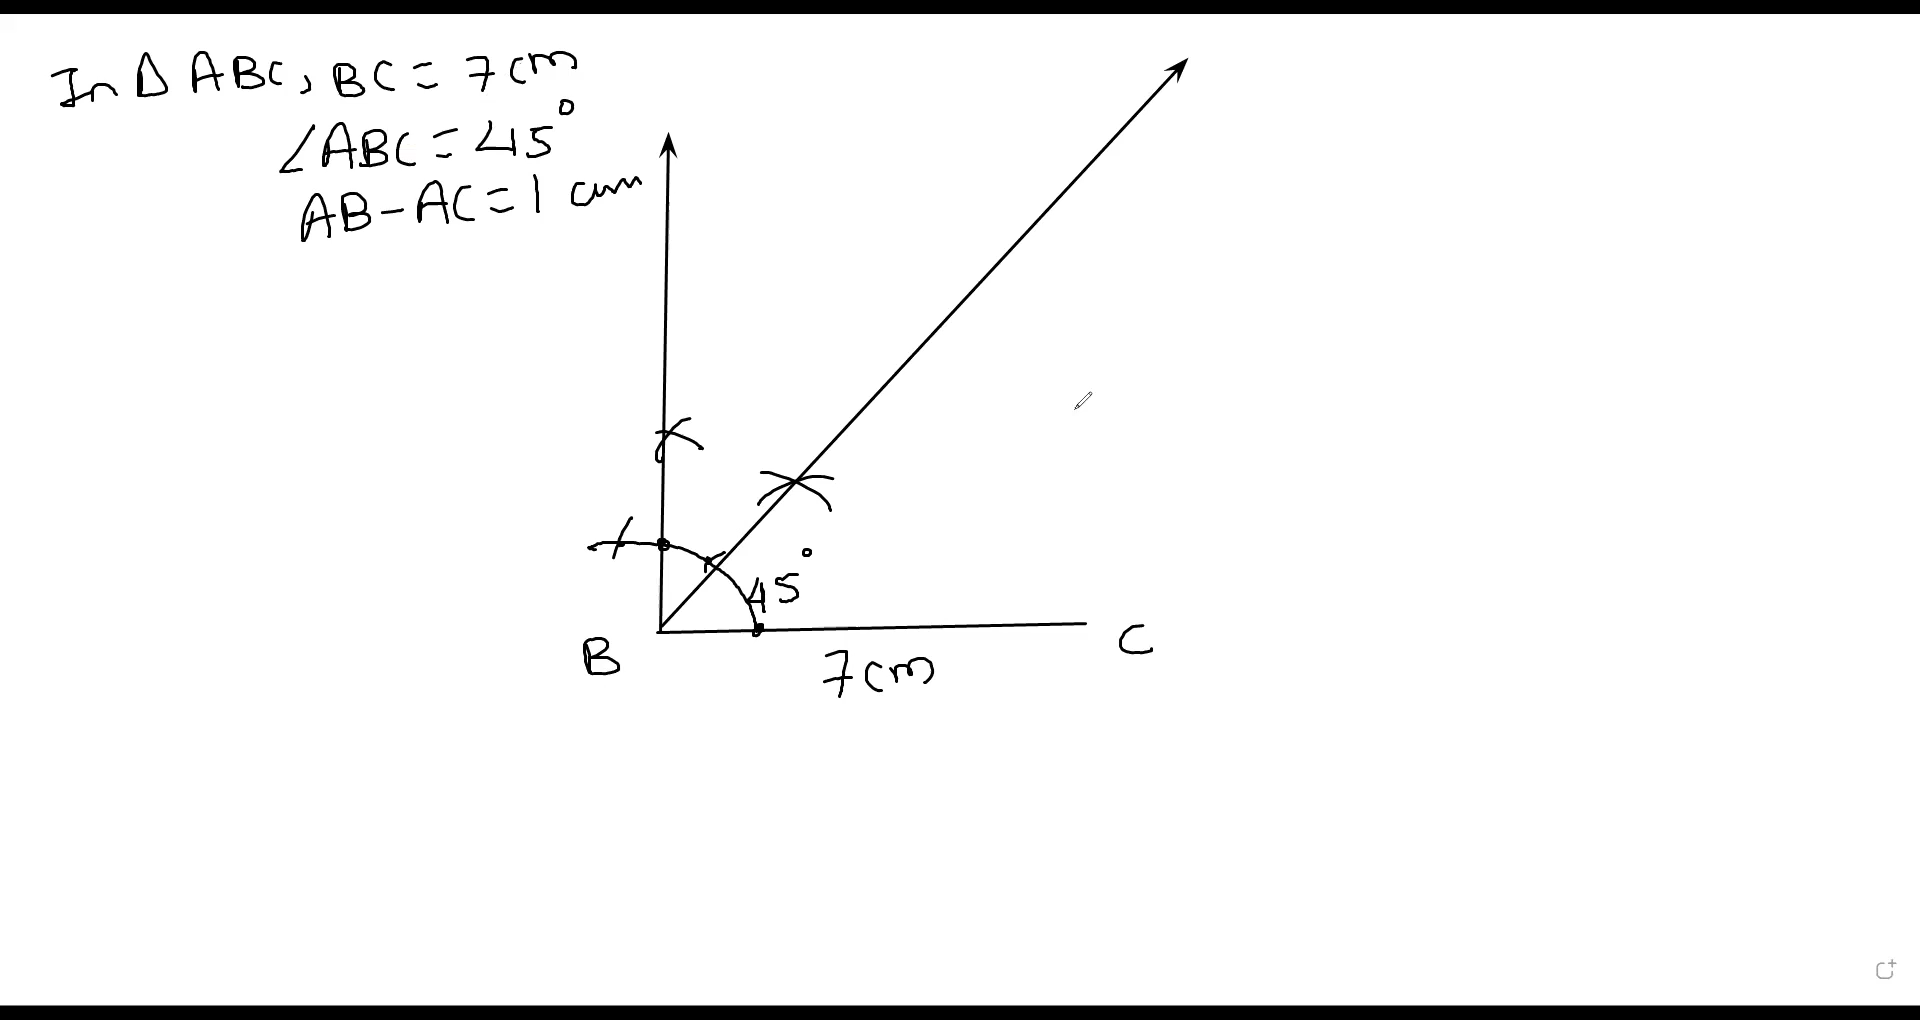 In Δ ABC, BC = 7 cm
∠ABC = 45°
AB - AC = 1 cm
45°
B
C
7 cm